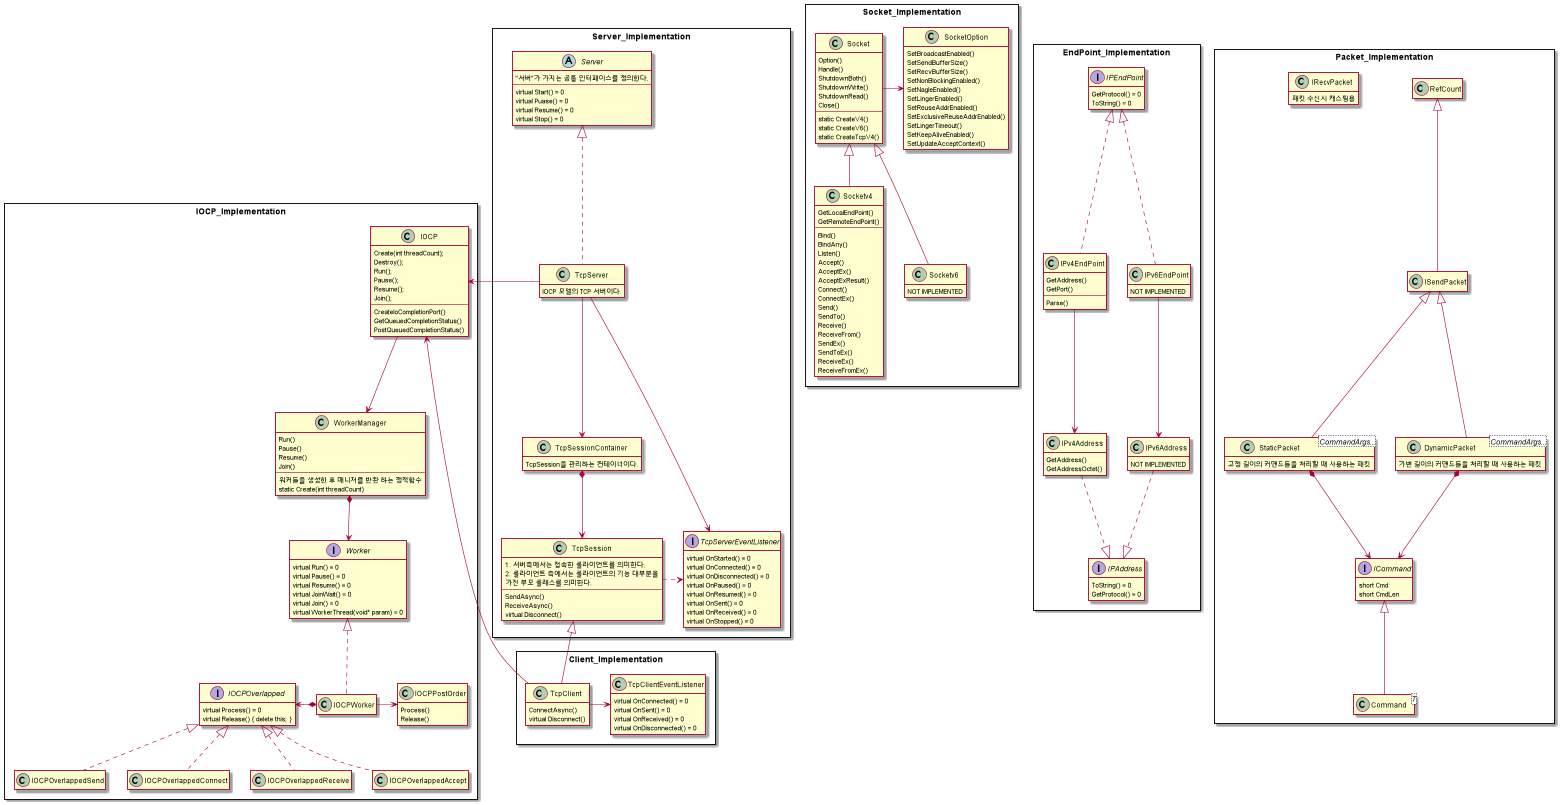 IOCP_Implementation
C IOCP
Create(int threadCount);
Destroy();
Run();
Pause();
Resume();
Join();
CreateIoCompletionPort()
GetQueuedCompletionStatus()
PostQueuedCompletionStatus()
C WorkerManager
Run()
Pause()
Resume()
Join()
워커들을 생성한 후 매니저를 반환 하는 정적함수
static Create(int threadCount)
I Worker
virtual Run() = 0
virtual Pause() = 0
virtual Resume() = 0
virtual JoinWait() = 0
virtual Join() = 0
virtual WorkerThread(void* param) = 0
I IOCPOverlapped
virtual Process() = 0
virtual Release() { delete this; }
C IOCPWorker
C IOCPPostOrder
Process()
Release()
C IOCPOverlappedSend
C IOCPOverlappedConnect
C IOCPOverlappedReceive
C IOCPOverlappedAccept
Server_Implementation
A Server
"서버"가 가지는 공통 인터페이스를 정의한다.
virtual Start() = 0
virtual Puase() = 0
virtual Resume() = 0
virtual Stop() = 0
C TcpServer
IOCP 모델의 TCP 서버이다.
C TcpSessionContainer
TcpSession을 관리하는 컨테이너이다.
C TcpSession
1. 서버측에서는 접속한 클라이언트를 의미한다.
2. 클라이언트 측에서는 클라이언트의 기능 대부분을
가진 부모 클래스를 의미한다.
SendAsync()
ReceiveAsync()
virtual Disconnect()
I TcpServerEventListener
virtual OnStarted() = 0
virtual OnConnected() = 0
virtual OnDisconnected() = 0
virtual OnPaused() = 0
virtual OnResumed() = 0
virtual OnSent() = 0
virtual OnReceived() = 0
virtual OnStopped() = 0
Client_Implementation
C TcpClient
ConnectAsync()
virtual Disconnect()
C TcpClientEventListener
virtual OnConnected() = 0
virtual OnSent() = 0
virtual OnReceived() = 0
virtual OnDisconnected() = 0
Socket_Implementation
C Socket
Option()
Handle()
ShutdownBoth()
ShutdownWrite()
ShutdownRead()
Close()
static CreateV4()
static CreateV6()
static CreateTcpV4()
C SocketOption
SetBroadcastEnabled()
SetSendBufferSize()
SetRecvBufferSize()
SetNonBlockingEnabled()
SetNagleEnabled()
SetLingerEnabled()
SetReuseAddrEnabled()
SetExclusiveReuseAddrEnabled()
SetLingerTimeout()
SetKeepAliveEnabled()
SetUpdateAcceptContext()
C Socketv4
GetLocalEndPoint()
GetRemoteEndPoint()
Bind()
BindAny()
Listen()
Accept()
AcceptEx()
AcceptExResult()
Connect()
ConnectEx()
Send()
SendTo()
Receive()
ReceiveFrom()
SendEx()
SendToEx()
ReceiveEx()
ReceiveFromEx()
C Socketv6
NOT IMPLEMENTED
EndPoint_Implementation
I IPEndPoint
GetProtocol() = 0
ToString() = 0
C IPv4EndPoint
GetAddress()
GetPort()
Parse()
C IPv6EndPoint
NOT IMPLEMENTED
C IPv4Address
GetAddress()
GetAddressOctet()
C IPv6Address
NOT IMPLEMENTED
I IPAddress
ToString() = 0
GetProtocol() = 0
Packet_Implementation
C IRecvPacket
패킷 수신시 캐스팅용
C RefCount
C ISendPacket
C StaticPacket
CommandArgs...
고정 길이의 커맨드들을 처리할 때 사용하는 패킷
C DynamicPacket
CommandArgs...
가변 길이의 커맨드들을 처리할 때 사용하는 패킷
I ICommand
short Cmd
short CmdLen
C Command